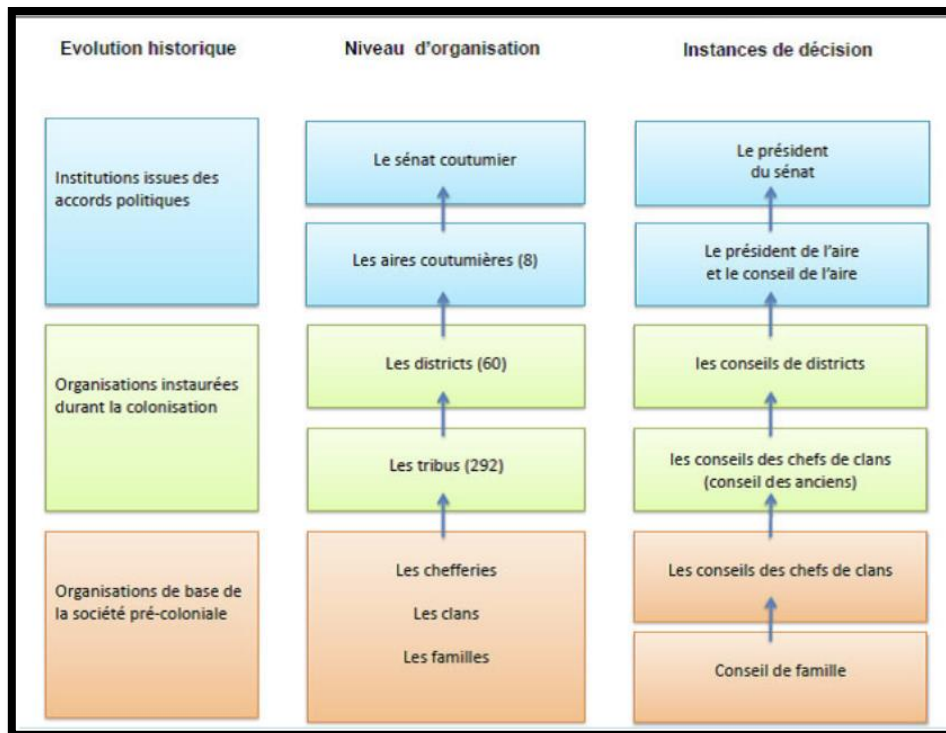 Evolution historique
Niveau d'organisation
Instances de décision
Institutions issues des
accords politiques
Le sénat coutumier
Le président
du sénat
Les aires coutumières (8)
Le président de l'aire
et le conseil de l'aire
Organisations instaurées
durant la colonisation
Les districts (60)
les conseils de districts
Les tribus (292)
les conseils des chefs de clans
(conseil des anciens)
Organisations de base de
la société pré-coloniale
Les chefferies
Les clans
Les familles
Les conseils des chefs de clans
Conseil de famille